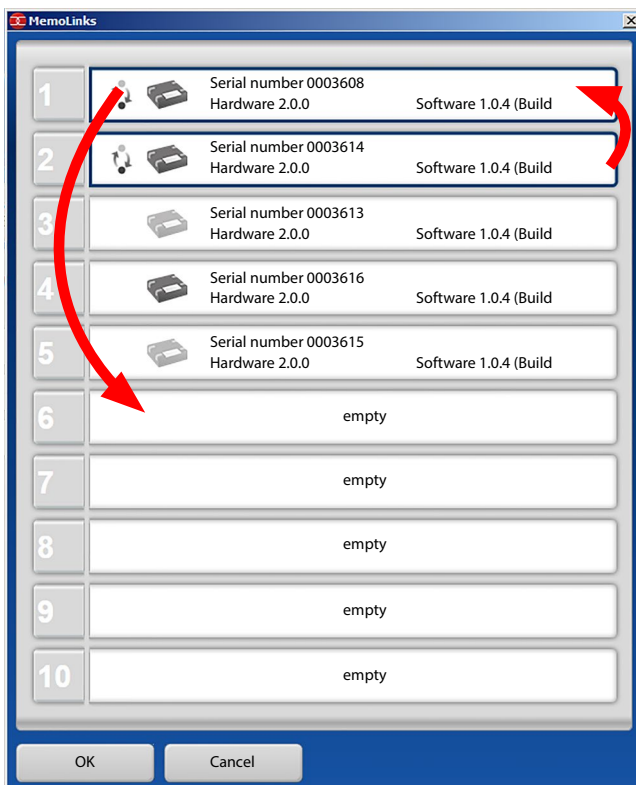 MemoLinks
1
Serial number 0003608
Hardware 2.0.0 Software 1.0.4 (Build
2
Serial number 0003614
Hardware 2.0.0 Software 1.0.4 (Build
3
Serial number 0003613
Hardware 2.0.0 Software 1.0.4 (Build
4
Serial number 0003616
Hardware 2.0.0 Software 1.0.4 (Build
5
Serial number 0003615
Hardware 2.0.0 Software 1.0.4 (Build
6
empty
7
empty
8
empty
9
empty
10
empty
OK Cancel